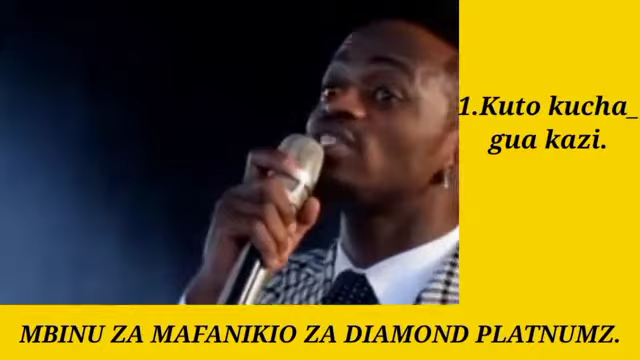 1.Kuto kucha_
gua kazi.
MBINU ZA MAFANIKIO ZA DIAMOND PLATNUMZ.